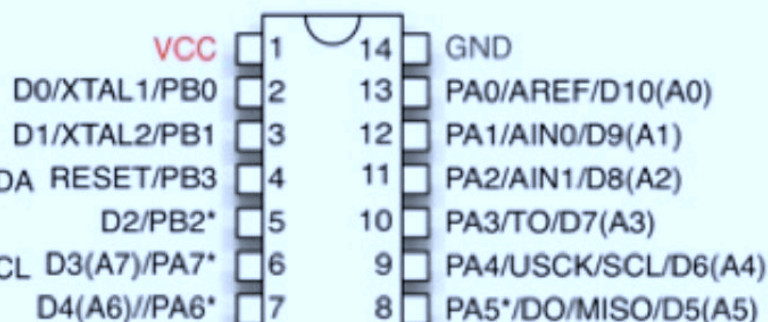 VCC 1 14 GND
D0/XTAL1/PB0 2 13 PA0/AREF/D10(A0)
D1/XTAL2/PB1 3 12 PA1/AIN0/D9(A1)
DA RESET/PB3 4 11 PA2/AIN1/D8(A2)
D2/PB2* 5 10 PA3/TO/D7(A3)
CL D3(A7)/PA7* 6 9 PA4/USCK/SCL/D6(A4)
D4(A6)//PA6* 7 8 PA5*/DO/MISO/D5(A5)